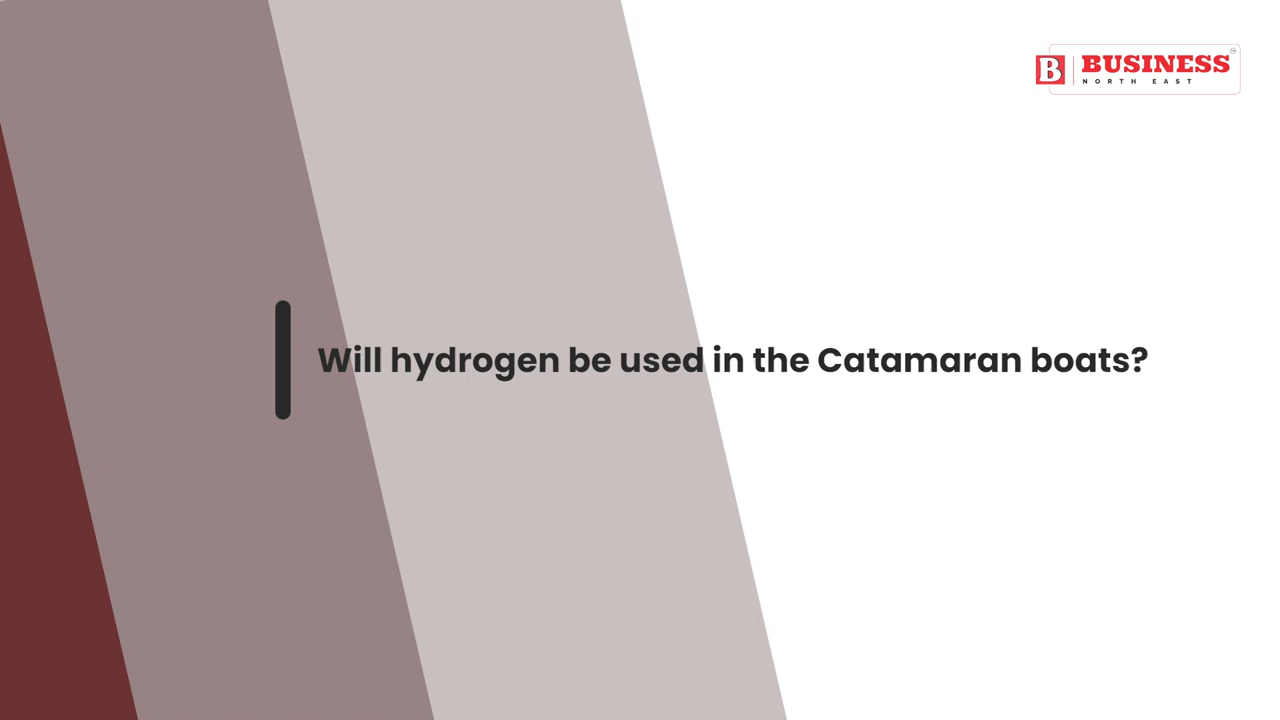 B BUSINESS
NORTH EAST
Will hydrogen be used in the Catamaran boats?